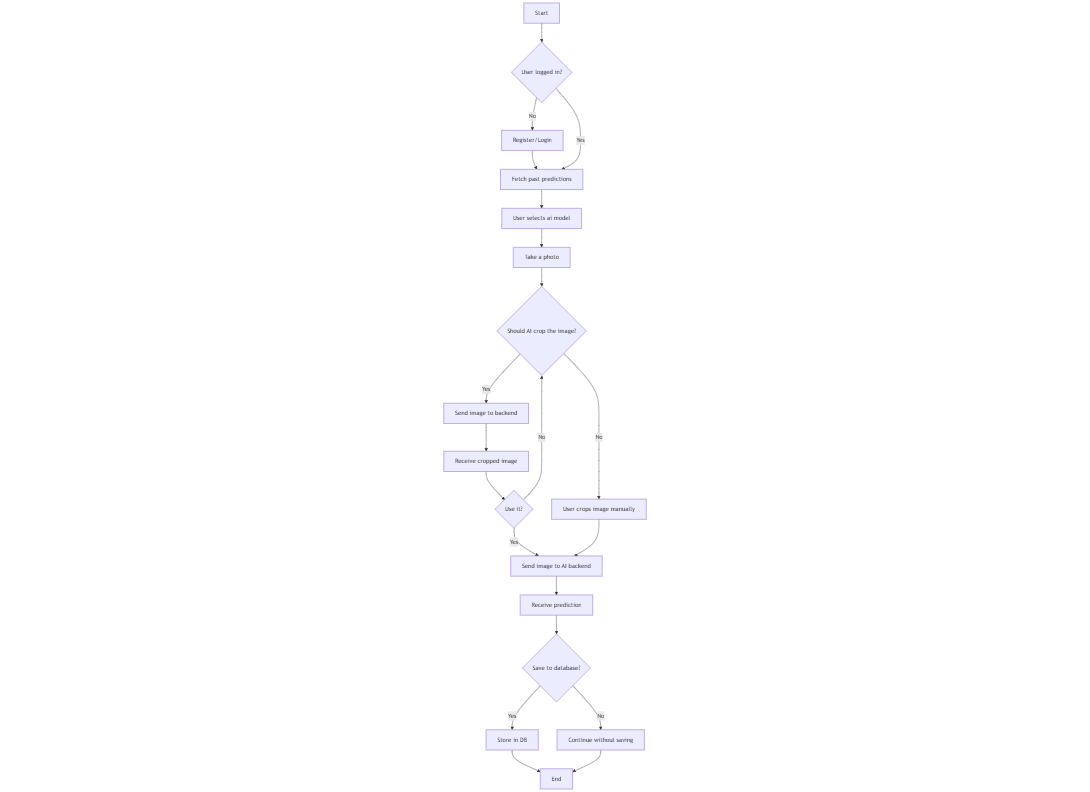 Start
User logged in?
No
Yes
Register/Login
Fetch past predictions
User selects ai model
Take a photo
Should AI crop the image?
Yes
Send image to backend
No
No
Receive cropped image
Use it?
User crops image manually
Yes
Send image to AI backend
Receive prediction
Save to database?
Yes
No
Store in DB
Continue without saving
End